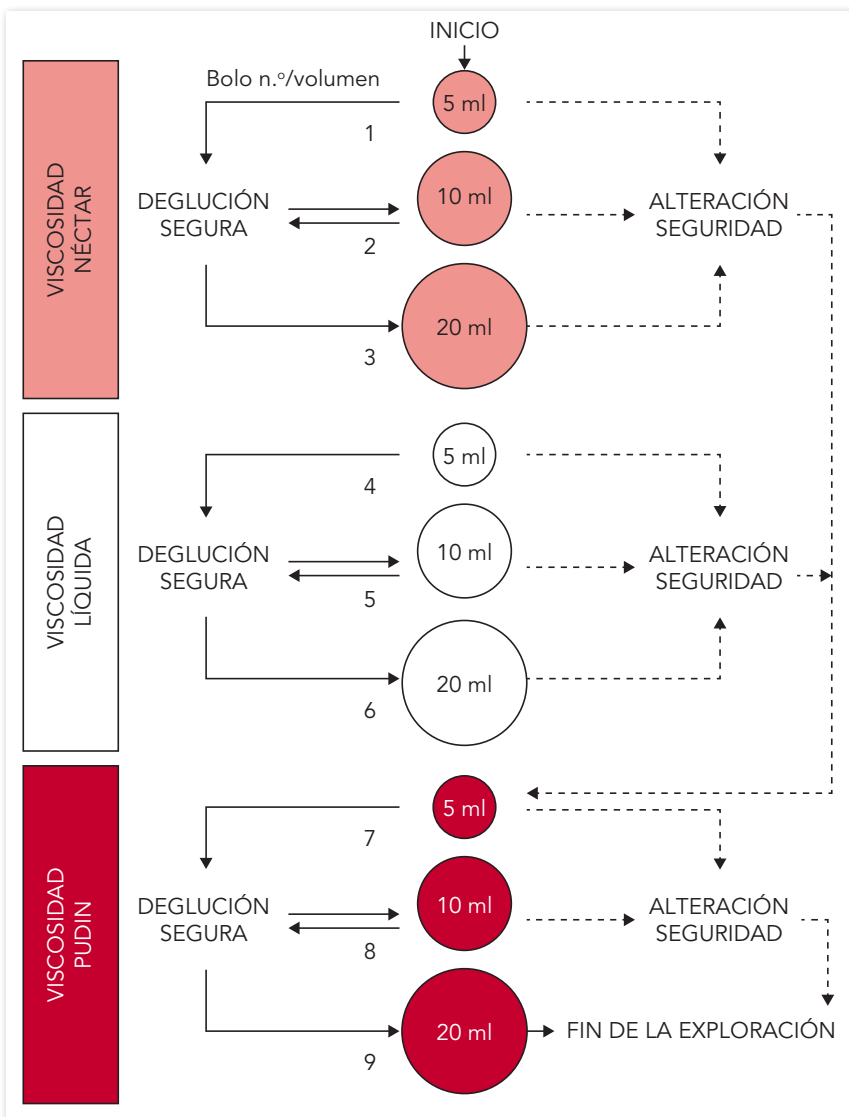 INICIO
Bolo n.º/volumen
5 ml
1
VISCOSIDAD
NÉCTAR
DEGLUCIÓN
SEGURA
10 ml
2
ALTERACIÓN
SEGURIDAD
20 ml
3
5 ml
4
VISCOSIDAD
LÍQUIDA
DEGLUCIÓN
SEGURA
10 ml
5
ALTERACIÓN
SEGURIDAD
20 ml
6
5 ml
7
VISCOSIDAD
PUDIN
DEGLUCIÓN
SEGURA
10 ml
8
ALTERACIÓN
SEGURIDAD
20 ml
9
FIN DE LA EXPLORACIÓN